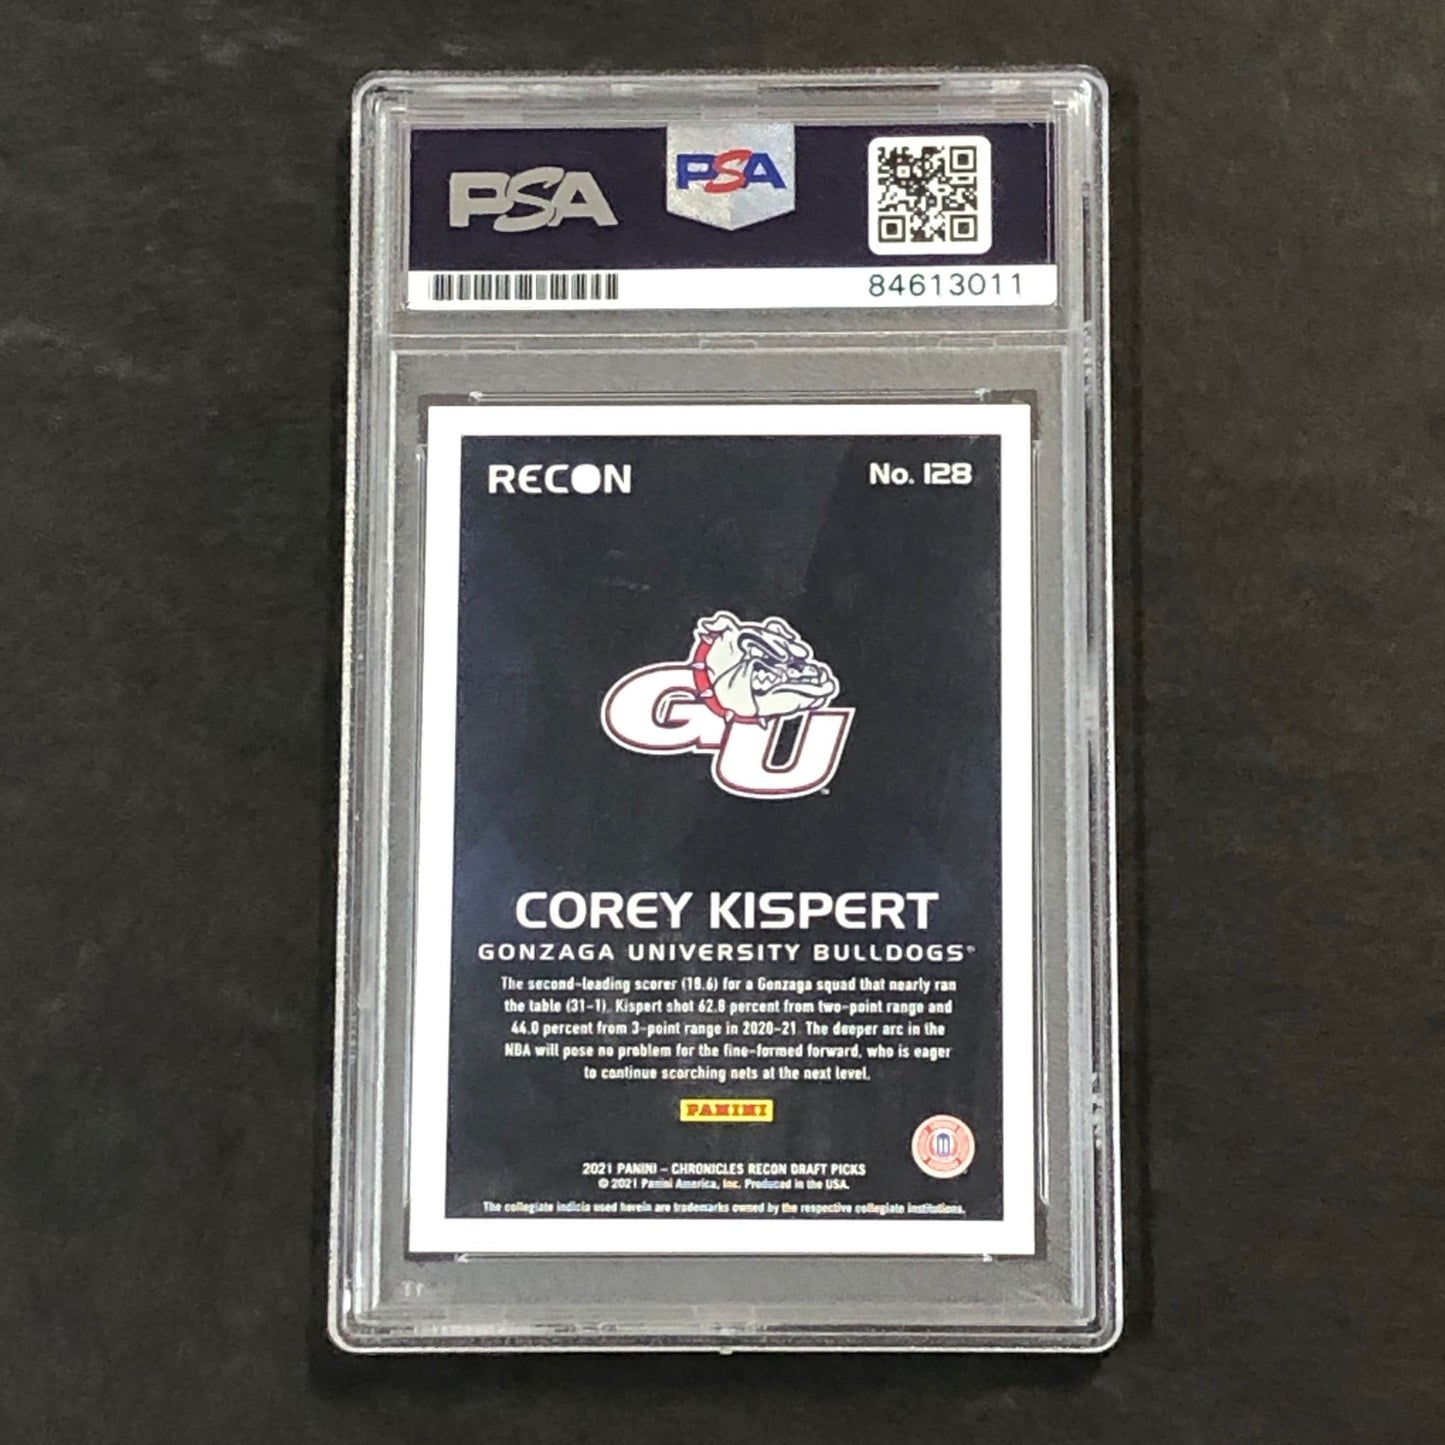 PSA
PSA
84613011
RECON
No. 128
GU
TM
COREY KISPERT
GONZAGA UNIVERSITY BULLDOGS®
The second-leading scorer (18.6) for a Gonzaga squad that nearly ran
the table (31-1), Kispert shot 62.8 percent from two-point range and
44.0 percent from 3-point range in 2020-21. The deeper arc in the
NBA will pose no problem for the fine-formed forward, who is eager
to continue scorching nets at the next level.
PANINI
2021 PANINI – CHRONICLES RECON DRAFT PICKS
© 2021 Panini America, Inc. Produced in the USA.
The collegiate indicia used herein are trademarks owned by the respective collegiate institutions.